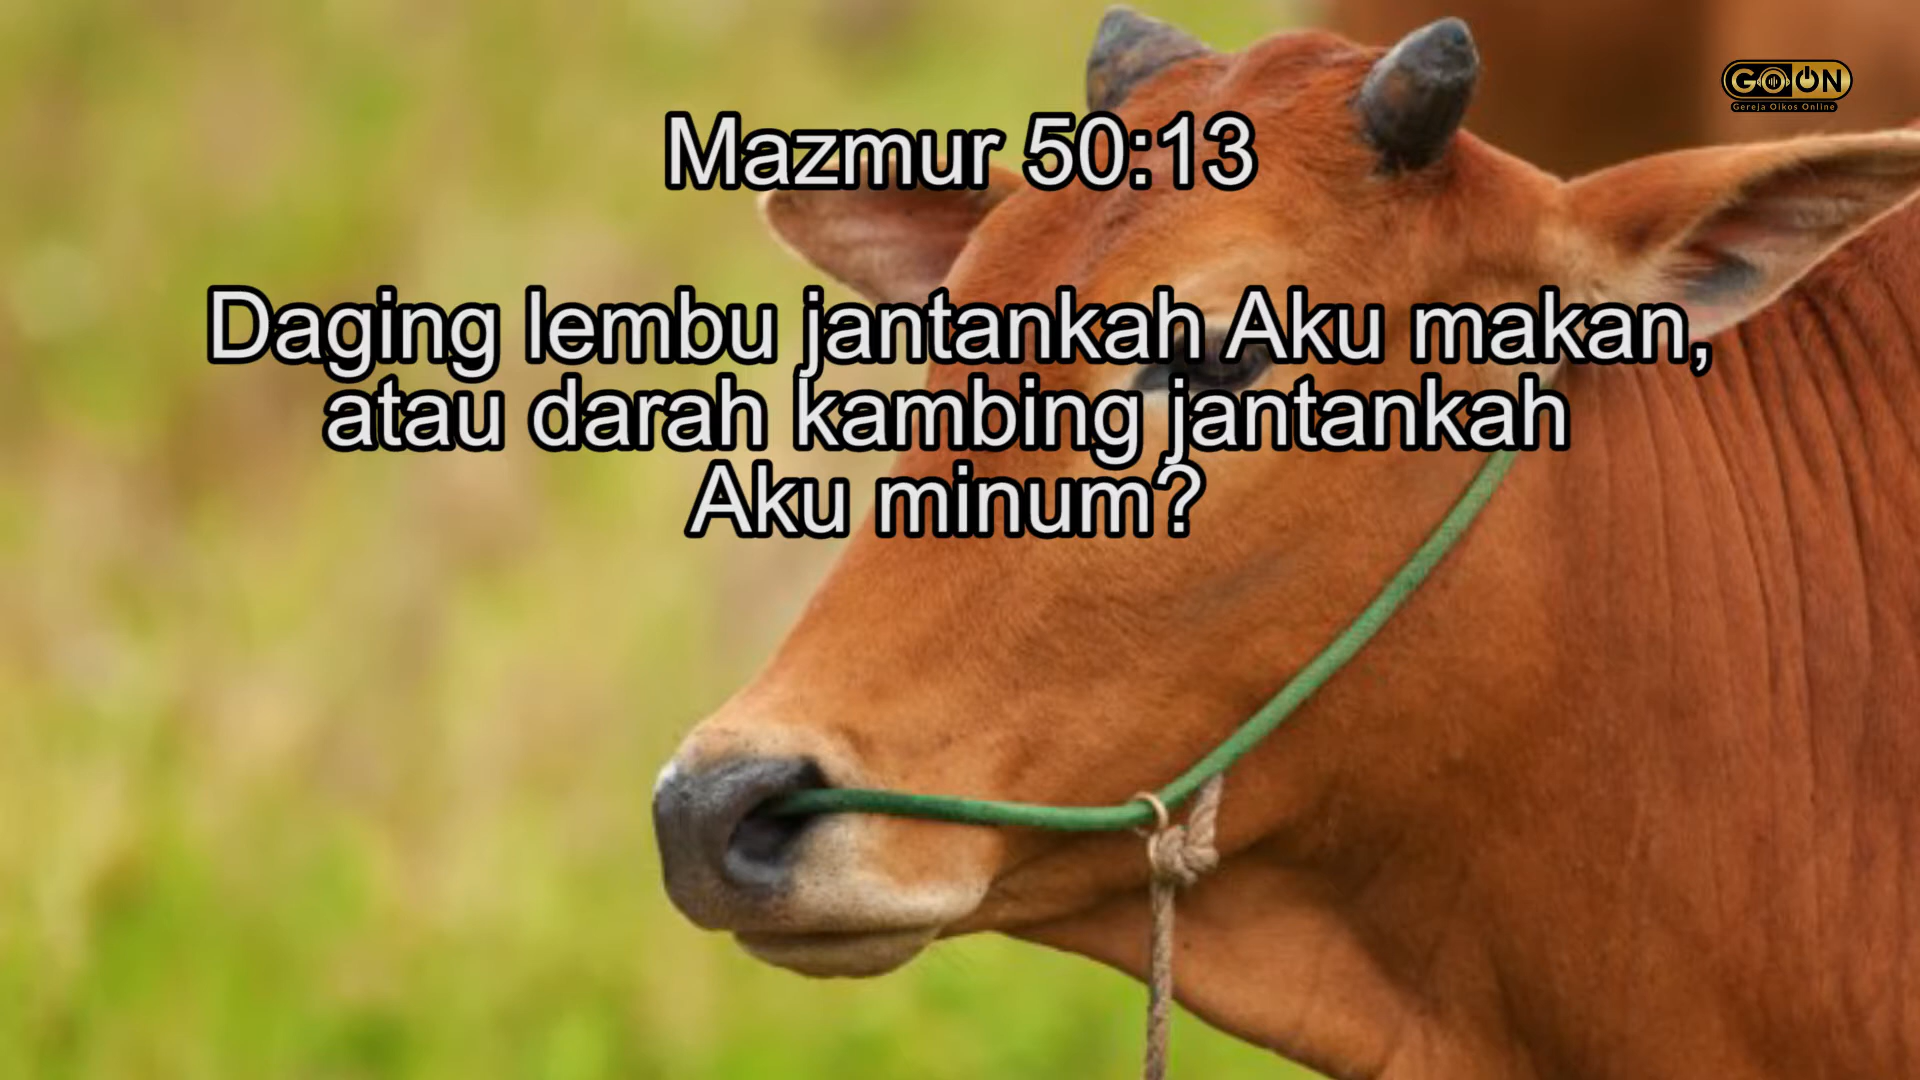 GOON
Gereja Oikos Online
Mazmur 50:13
Daging lembu jantankah Aku makan,
atau darah kambing jantankah
Aku minum?